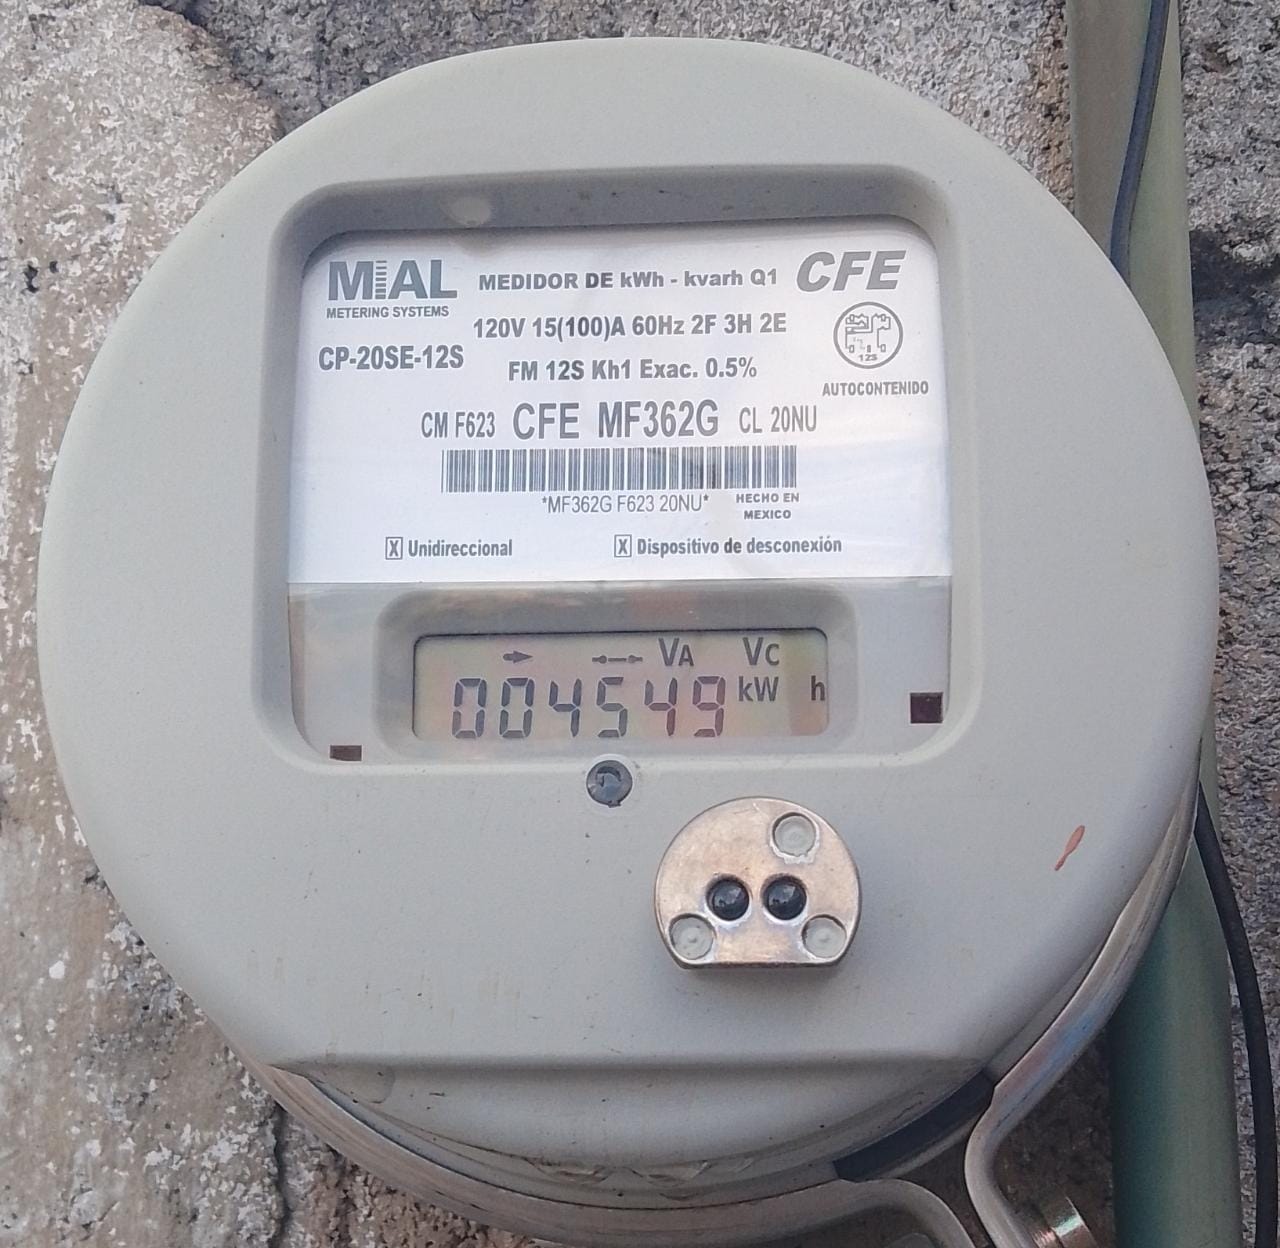 MIAL
METERING SYSTEMS
MEDIDOR DE kWh - kvarh Q1
CFE
120V 15(100)A 60Hz 2F 3H 2E
CP-20SE-12S
FM 12S Kh1 Exac. 0.5%
12S
AUTOCONTENIDO
CM F623 CFE MF362G CL 20NU
*MF362G F623 20NU*
HECHO EN
MEXICO
X Unidireccional
X Dispositivo de desconexión
VA VC
004549 kW h